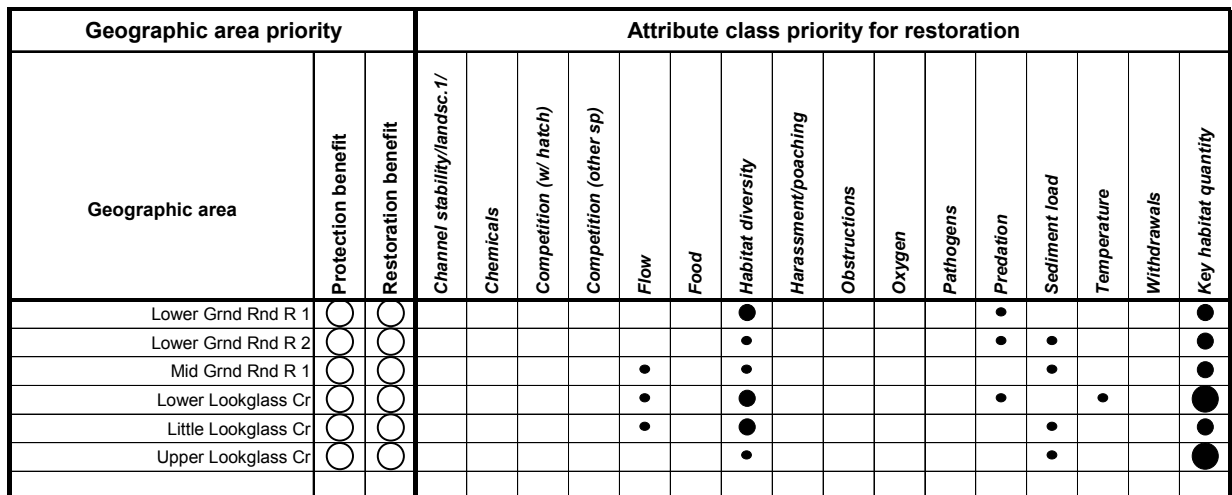 Geographic area priority
Attribute class priority for restoration
Geographic area
Protection benefit
Restoration benefit
Channel stability/landsc.1/
Chemicals
Competition (w/ hatch)
Competition (other sp)
Flow
Food
Habitat diversity
Harassment/poaching
Obstructions
Oxygen
Pathogens
Predation
Sediment load
Temperature
Withdrawals
Key habitat quantity
Lower Grnd Rnd R 1
Lower Grnd Rnd R 2
Mid Grnd Rnd R 1
Lower Lookglass Cr
Little Lookglass Cr
Upper Lookglass Cr